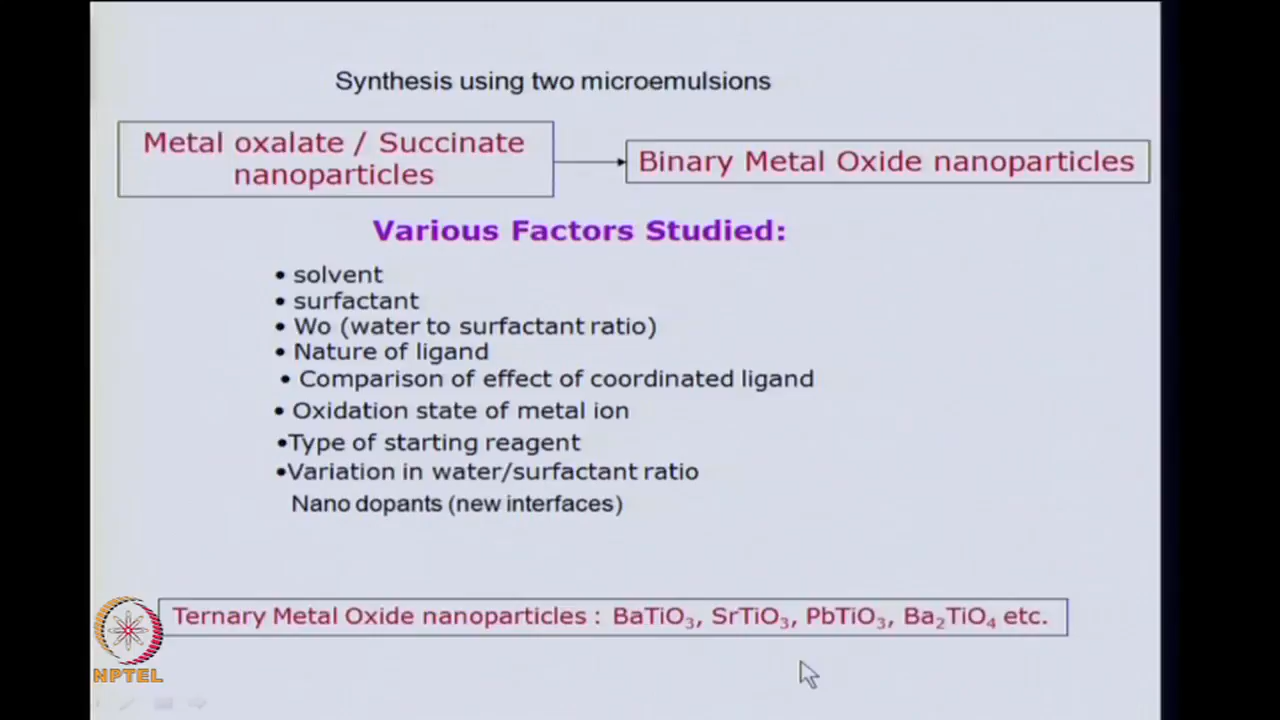 Synthesis using two microemulsions
Metal oxalate / Succinate
nanoparticles
Binary Metal Oxide nanoparticles
Various Factors Studied:
• solvent
• surfactant
• Wo (water to surfactant ratio)
• Nature of ligand
• Comparison of effect of coordinated ligand
• Oxidation state of metal ion
•Type of starting reagent
•Variation in water/surfactant ratio
Nano dopants (new interfaces)
Ternary Metal Oxide nanoparticles : BaTiO₃, SrTiO₃, PbTiO₃, Ba₂TiO₄ etc.
NPTEL